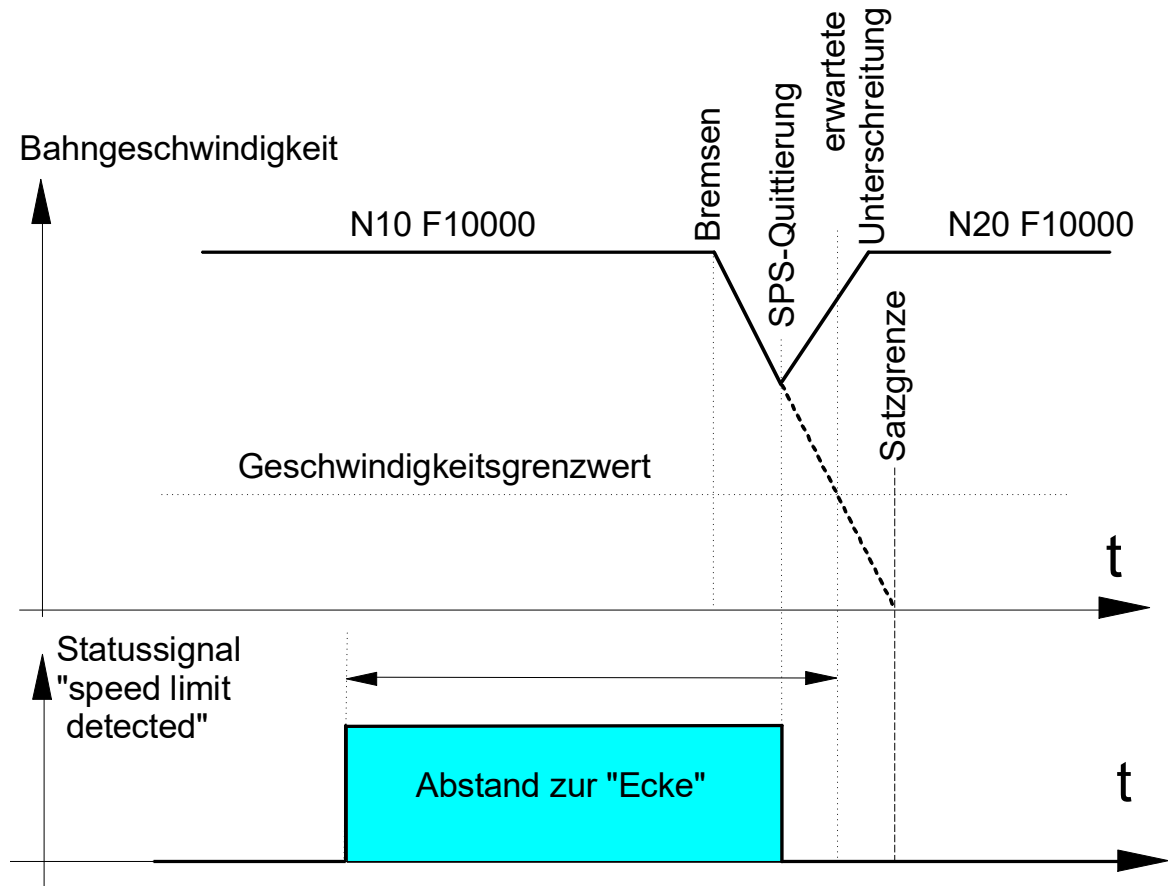 erwartete
Unterschreitung
SPS-Quittierung
Bremsen
Bahngeschwindigkeit
N10 F10000
N20 F10000
Satzgrenze
Geschwindigkeitsgrenzwert
t
Statussignal
"speed limit
detected"
Abstand zur "Ecke"
t